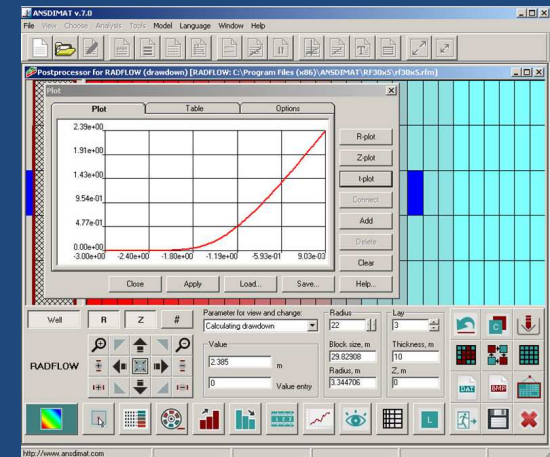 ANSDIMAT v.7.0
File View Choose Analysis Tools Model Language Window Help
Postprocessor for RADFLOW (drawdown) [RADFLOW: C:\Program Files (x86)\ANSDIMAT\RF30x5\rf30x5.rfm]
Plot
Plot Table Options
2.39e+00
1.91e+00
1.43e+00
9.54e-01
4.77e-01
0.00e+00
-3.00e+00 -2.40e+00 -1.80e+00 -1.19e+00 -5.93e-01 9.03e-03
R-plot
Z-plot
t-plot
Connect
Add
Delete
Clear
Close Apply Load... Save... Help...
Well R Z #
Parameter for view and change:
Calculating drawdown
Radius
22
Lay
3
Value
2.385 m
0 Value entry
Block size, m
29.82908
Thickness, m
10
Radius, m
3.344706
Z, m
0
RADFLOW
DAT BMP
L
http://www.ansdimat.com